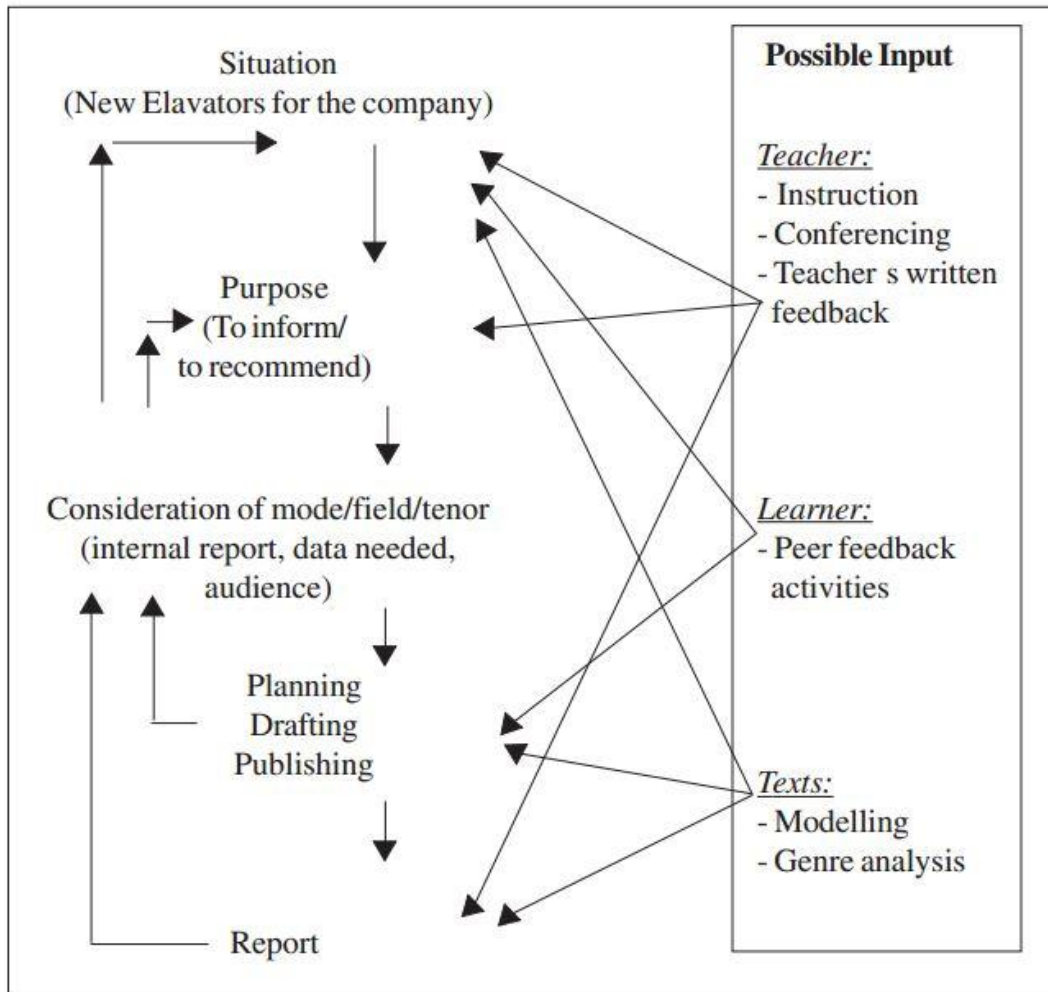 Situation
(New Elavators for the company)
Purpose
(To inform/
to recommend)
Consideration of mode/field/tenor
(internal report, data needed,
audience)
Planning
Drafting
Publishing
Report
Possible Input
Teacher:
- Instruction
- Conferencing
- Teacher s written
feedback
Learner:
- Peer feedback
activities
Texts:
- Modelling
- Genre analysis